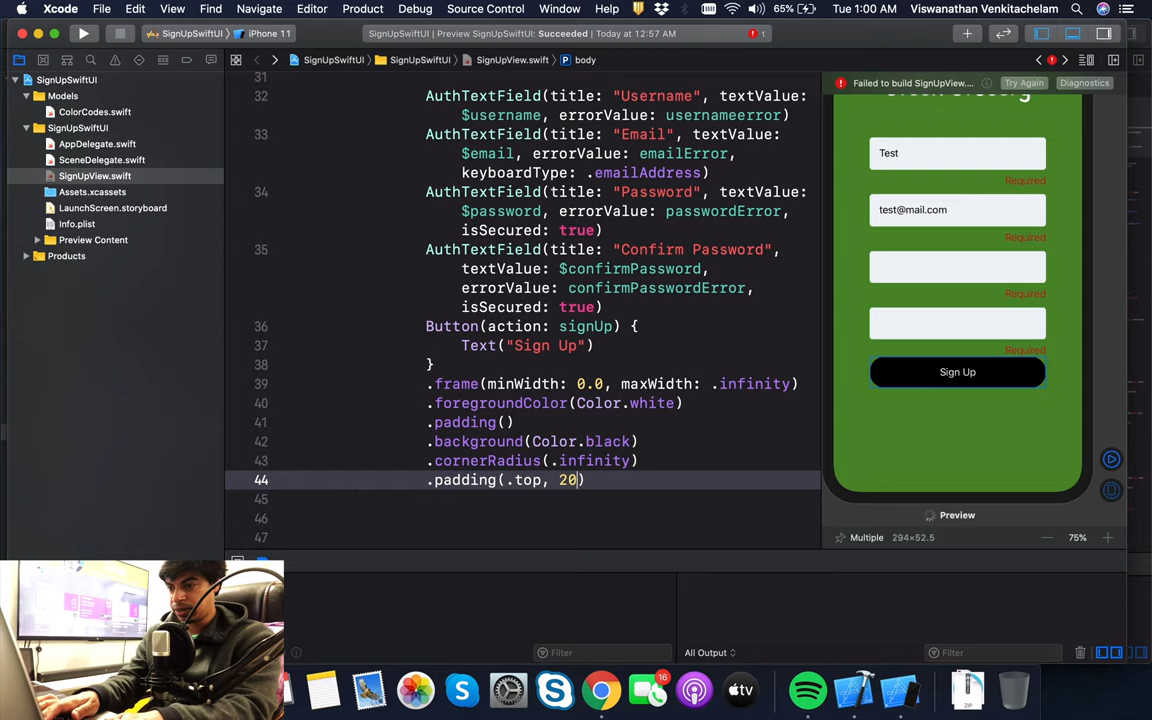 Xcode File Edit View Find Navigate Editor Product Debug Source Control Window Help 65% Tue 1:00 AM Viswanathan Venkitachelam
SignUpSwiftUI iPhone 11 SignUpSwiftUI | Preview SignUpSwiftUI: Succeeded | Today at 12:57 AM 1
SignUpSwiftUI SignUpSwiftUI SignUpView.swift P body
SignUpSwiftUI
Models
ColorCodes.swift
SignUpSwiftUI
AppDelegate.swift
SceneDelegate.swift
SignUpView.swift
Assets.xcassets
LaunchScreen.storyboard
Info.plist
Preview Content
Products
31
32 AuthTextField(title: "Username", textValue:
$username, errorValue: usernameerror)
33 AuthTextField(title: "Email", textValue:
$email, errorValue: emailError,
keyboardType: .emailAddress)
34 AuthTextField(title: "Password", textValue:
$password, errorValue: passwordError,
isSecured: true)
35 AuthTextField(title: "Confirm Password",
textValue: $confirmPassword,
errorValue: confirmPasswordError,
isSecured: true)
36 Button(action: signUp) {
37 Text("Sign Up")
38 }
39 .frame(minWidth: 0.0, maxWidth: .infinity)
40 .foregroundColor(Color.white)
41 .padding()
42 .background(Color.black)
43 .cornerRadius(.infinity)
44 .padding(.top, 20)
45
46
47
Failed to build SignUpView.... Try Again Diagnostics
Test
Required
test@mail.com
Required
Required
Required
Sign Up
Preview
Multiple 294×52.5 75%
Filter All Output Filter
16
ZIP